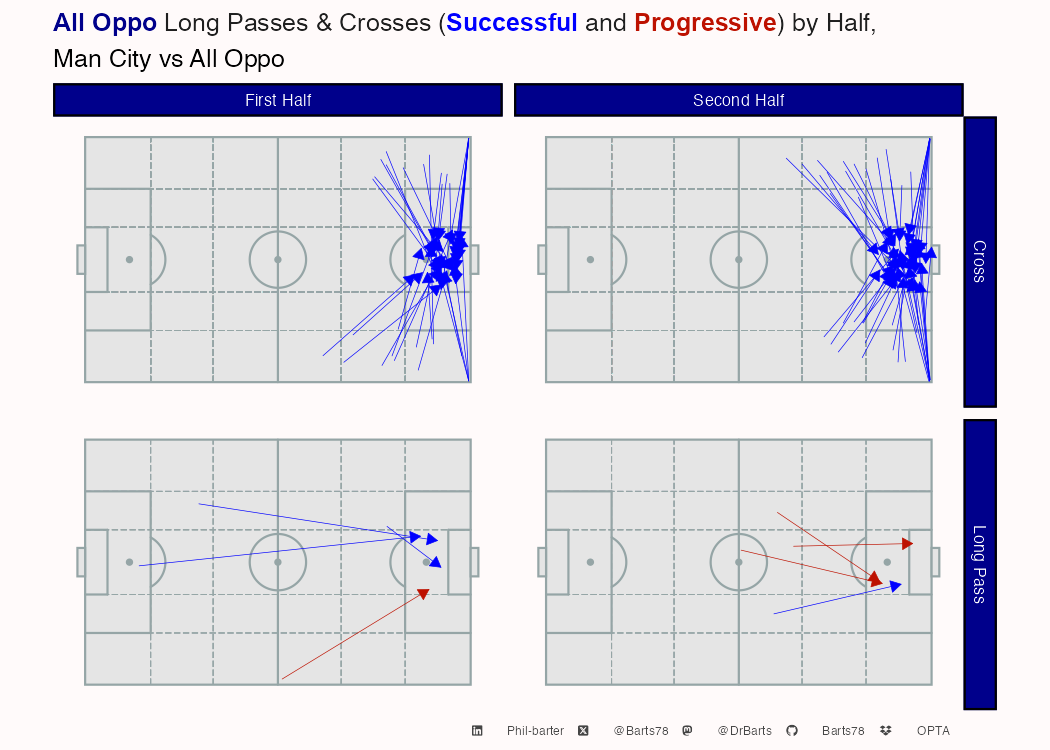 All Oppo Long Passes & Crosses (Successful and Progressive) by Half,
Man City vs All Oppo
First Half
Second Half
Cross
Long Pass
Phil-barter @Barts78 @DrBarts Barts78 OPTA